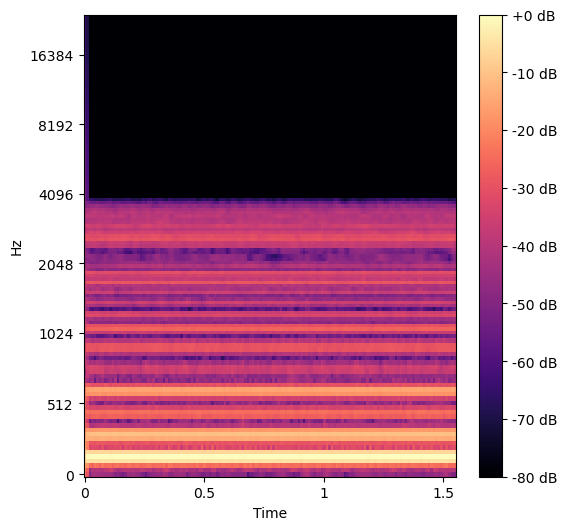 +0 dB
16384
-10 dB
8192
-20 dB
4096
-30 dB
Hz
-40 dB
2048
-50 dB
1024
-60 dB
512
-70 dB
0
-80 dB
0 0.5 1 1.5
Time